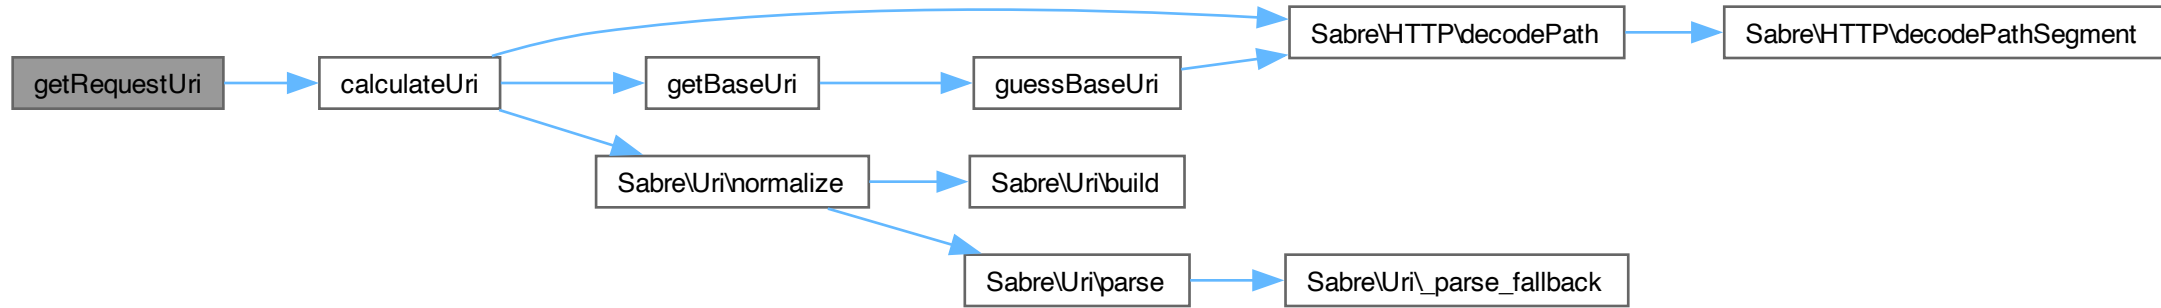 getRequestUri
calculateUri
getBaseUri
guessBaseUri
Sabre\HTTP\decodePath
Sabre\HTTP\decodePathSegment
Sabre\Uri\normalize
Sabre\Uri\build
Sabre\Uri\parse
Sabre\Uri\_parse_fallback